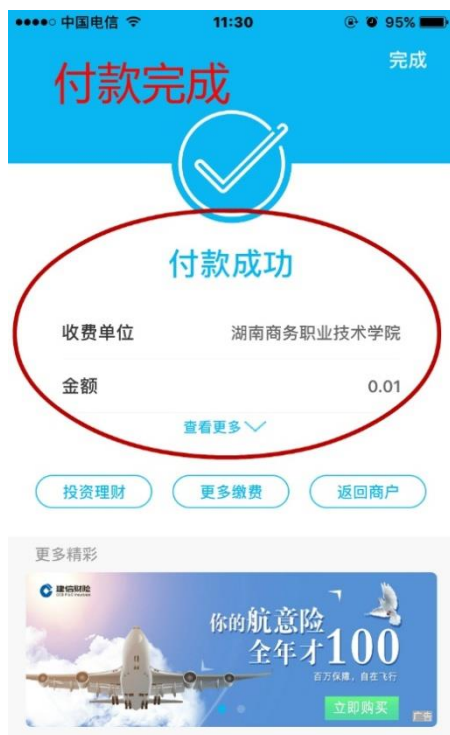 中国电信 11:30 95%
完成
付款完成
付款成功
收费单位 湖南商务职业技术学院
金额 0.01
查看更多
投资理财 更多缴费 返回商户
更多精彩
建信财险
你的航意险
全年才100
百万保障，自在飞行
立即购买
广告